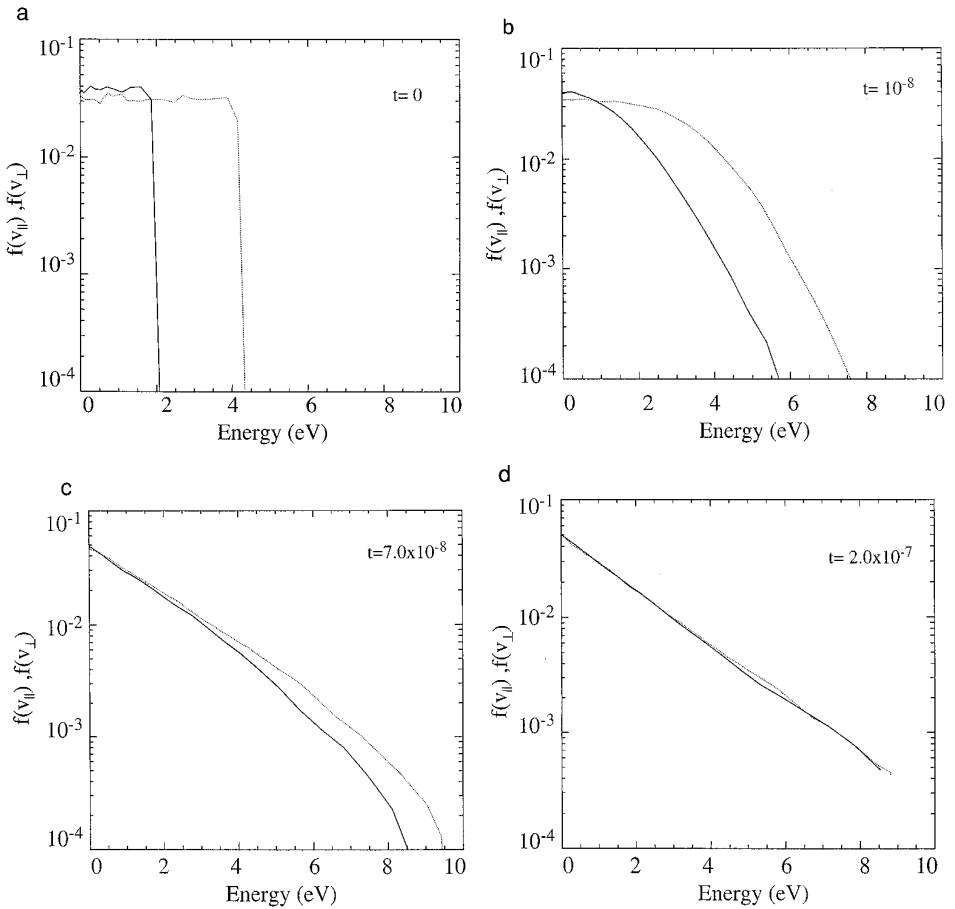 a
10⁻¹
10⁻²
10⁻³
10⁻⁴
f(v∥) ,f(v⊥)
t= 0
0 2 4 6 8 10
Energy (eV)
b
10⁻¹
10⁻²
10⁻³
10⁻⁴
f(v∥) ,f(v⊥)
t= 10⁻⁸
0 2 4 6 8 10
Energy (eV)
c
10⁻¹
10⁻²
10⁻³
10⁻⁴
f(v∥) ,f(v⊥)
t=7.0x10⁻⁸
0 2 4 6 8 10
Energy (eV)
d
10⁻¹
10⁻²
10⁻³
10⁻⁴
f(v∥) ,f(v⊥)
t= 2.0x10⁻⁷
0 2 4 6 8 10
Energy (eV)